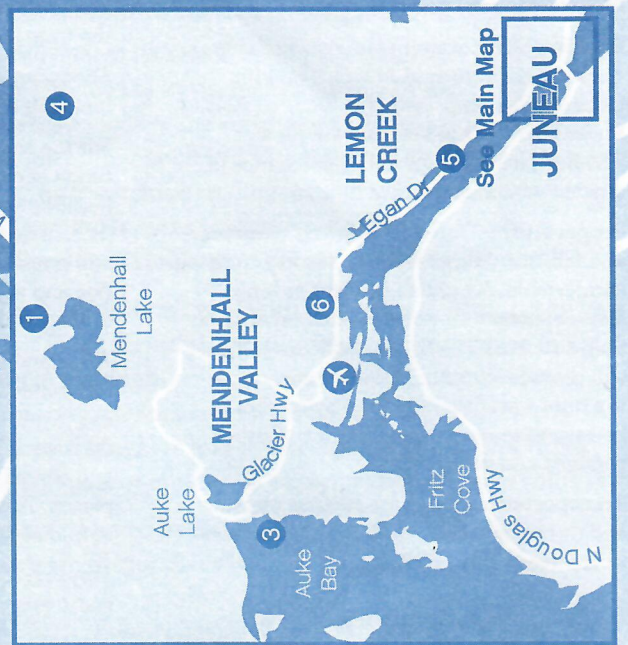 1
4
Mendenhall
Lake
Auke
Lake
MENDENHALL
VALLEY
3
Glacier Hwy
Auke
Bay
6
LEMON
CREEK
Egan Dr
Fritz
Cove
5
See Main Map
N Douglas Hwy
JUNEAU